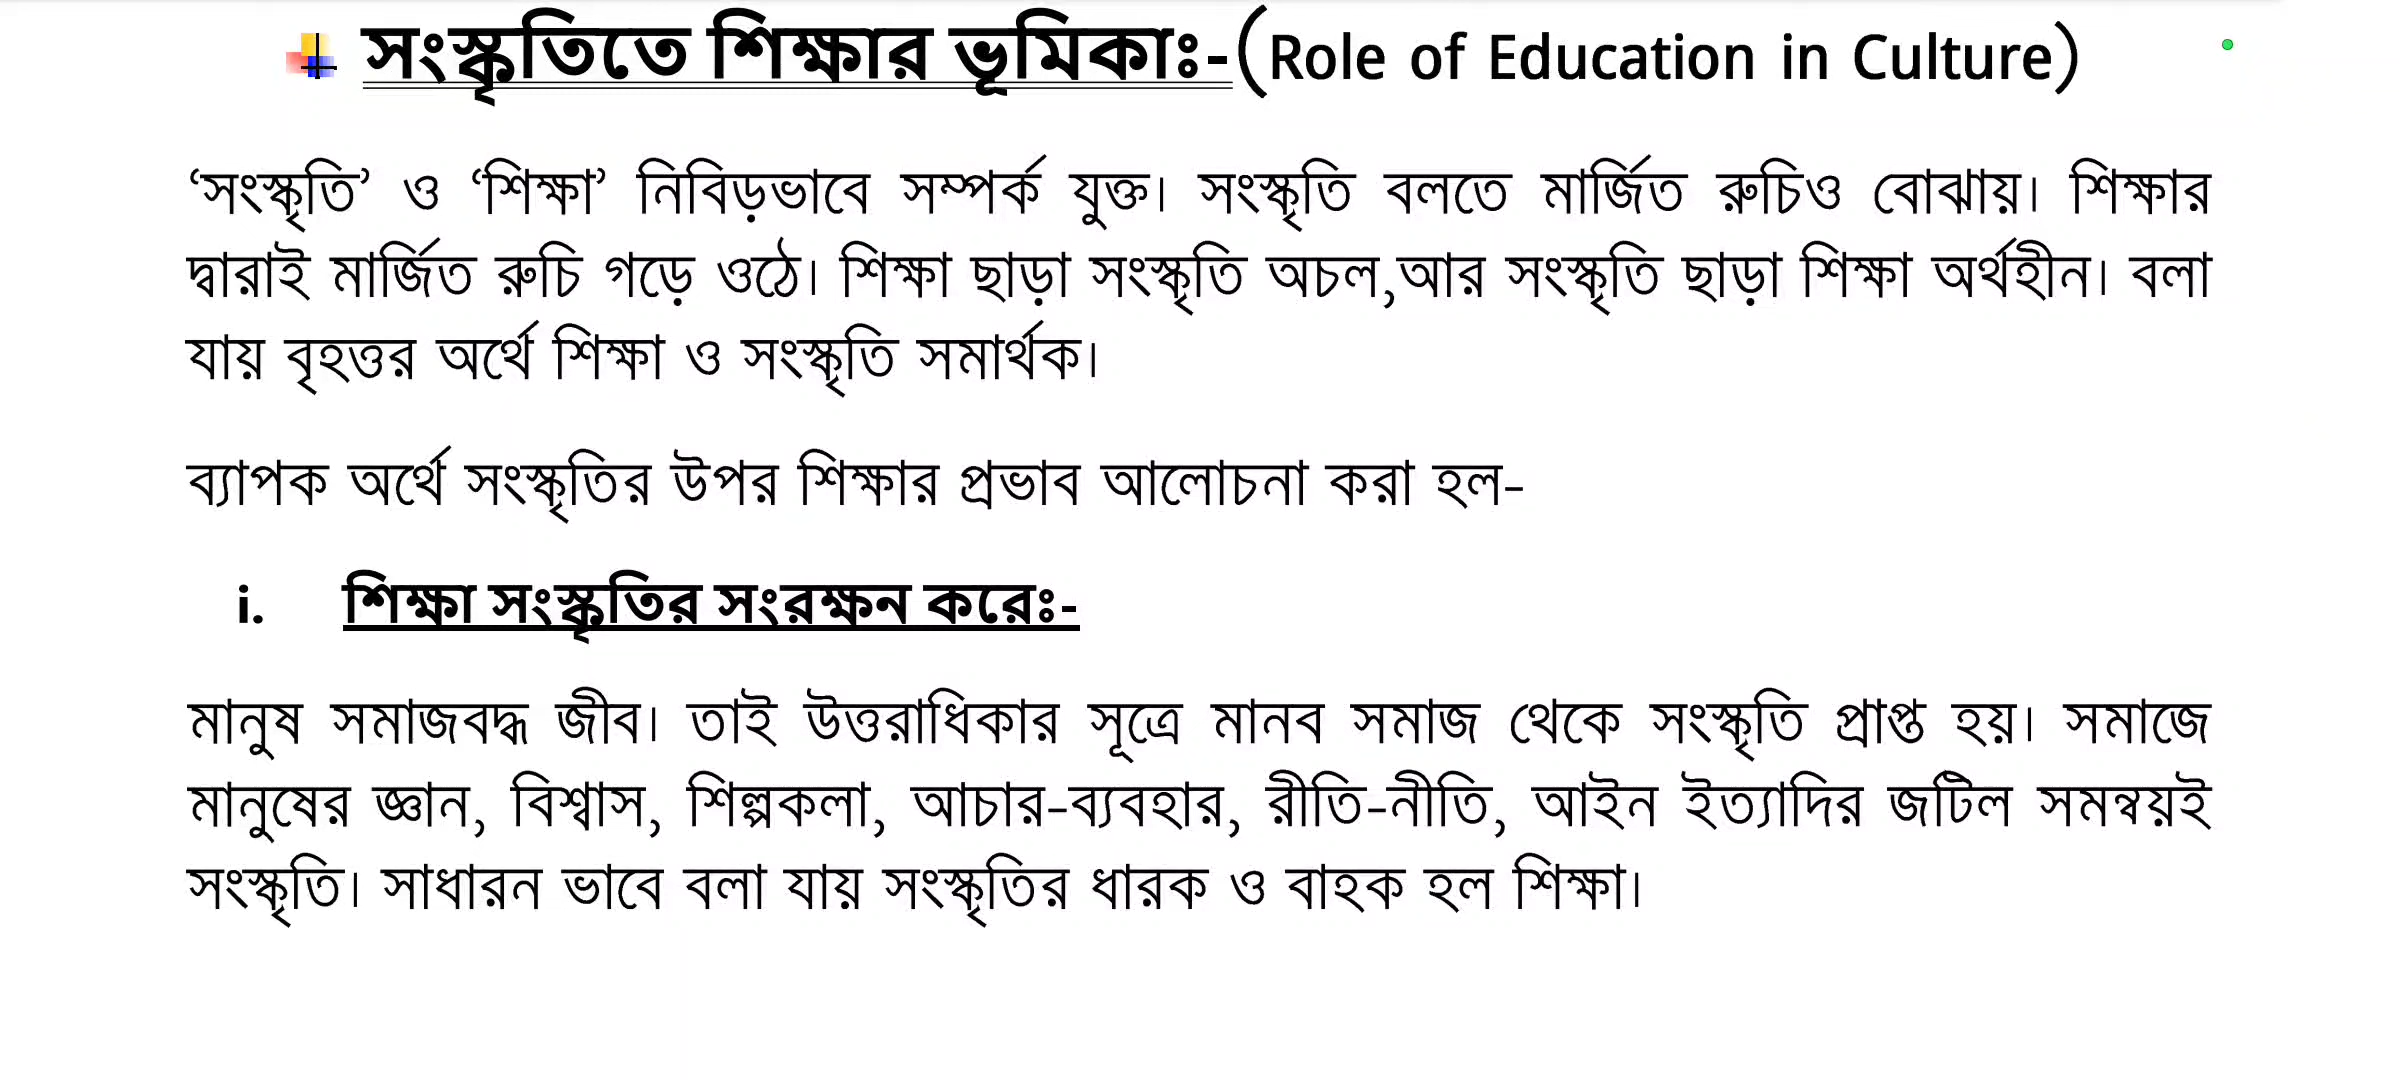 সংস্কৃতিতে শিক্ষার ভূমিকাঃ-(Role of Education in Culture)
‘সংস্কৃতি’ ও ‘শিক্ষা’ নিবিড়ভাবে সম্পর্ক যুক্ত। সংস্কৃতি বলতে মার্জিত রুচিও বোঝায়। শিক্ষার
দ্বারাই মার্জিত রুচি গড়ে ওঠে। শিক্ষা ছাড়া সংস্কৃতি অচল,আর সংস্কৃতি ছাড়া শিক্ষা অর্থহীন। বলা
যায় বৃহত্তর অর্থে শিক্ষা ও সংস্কৃতি সমার্থক।
ব্যাপক অর্থে সংস্কৃতির উপর শিক্ষার প্রভাব আলোচনা করা হল-
i. শিক্ষা সংস্কৃতির সংরক্ষন করেঃ-
মানুষ সমাজবদ্ধ জীব। তাই উত্তরাধিকার সূত্রে মানব সমাজ থেকে সংস্কৃতি প্রাপ্ত হয়। সমাজে
মানুষের জ্ঞান, বিশ্বাস, শিল্পকলা, আচার-ব্যবহার, রীতি-নীতি, আইন ইত্যাদির জটিল সমন্বয়ই
সংস্কৃতি। সাধারন ভাবে বলা যায় সংস্কৃতির ধারক ও বাহক হল শিক্ষা।